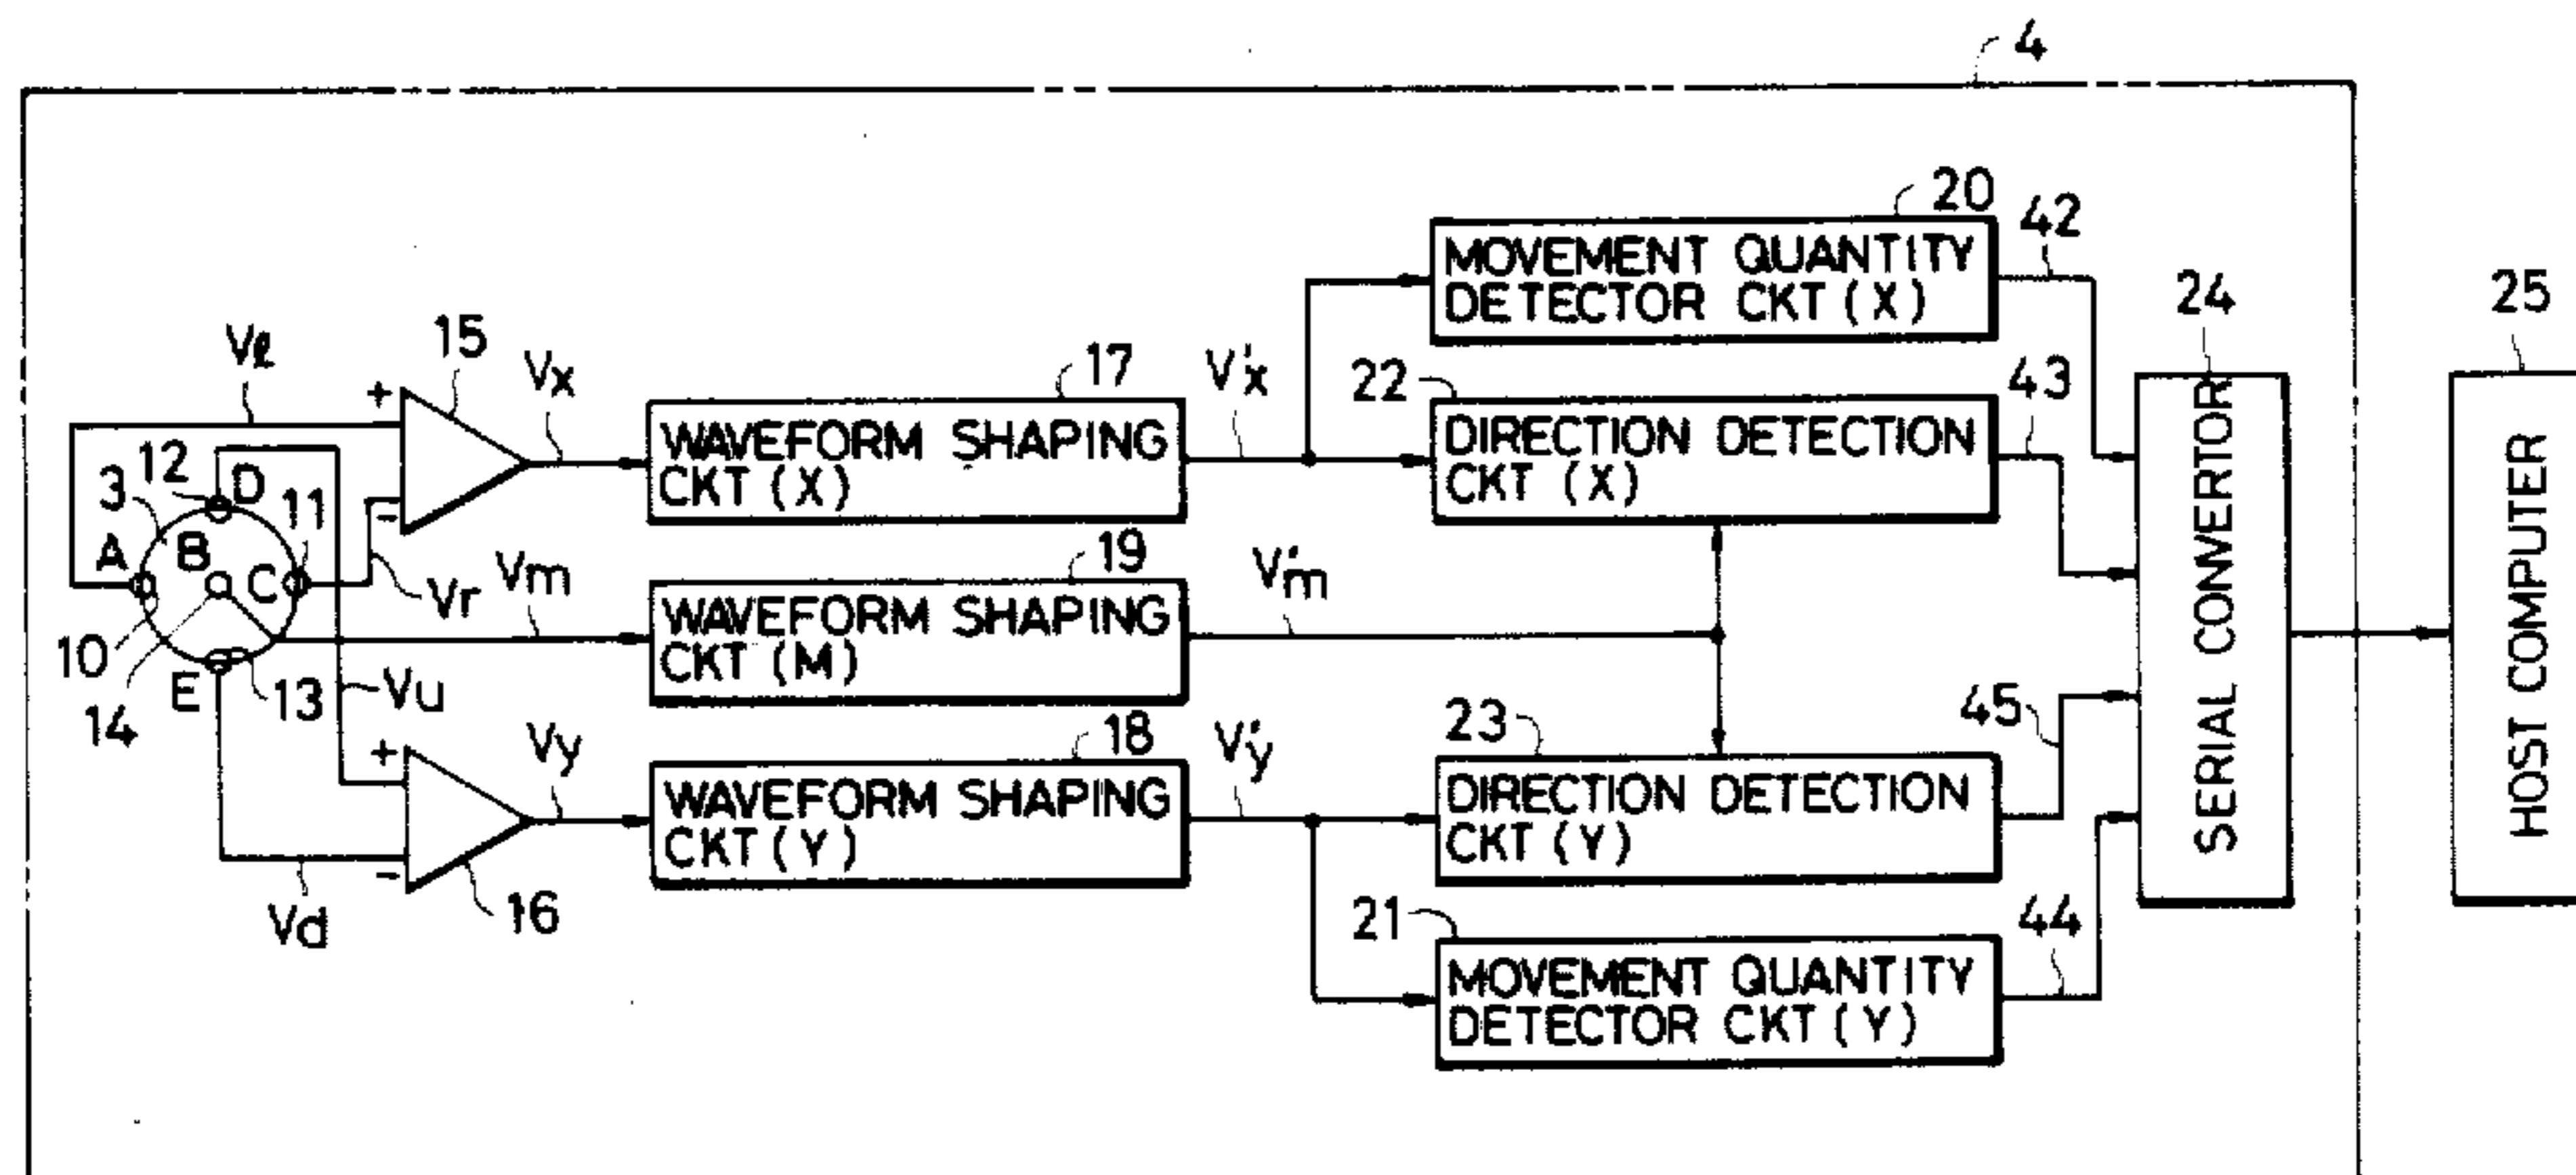 4
20
MOVEMENT QUANTITY
DETECTOR CKT (X)
42
24
25
Vℓ
15
Vx
17
V'x
22
43
+
-
WAVEFORM SHAPING
CKT (X)
DIRECTION DETECTION
CKT (X)
12
D
3
11
A
B
C
Vr
Vm
19
V'm
WAVEFORM SHAPING
CKT (M)
10
14
E
13
Vu
SERIAL CONVERTOR
HOST COMPUTER
+
-
Vy
18
V'y
23
45
WAVEFORM SHAPING
CKT (Y)
DIRECTION DETECTION
CKT (Y)
Vd
16
21
44
MOVEMENT QUANTITY
DETECTOR CKT (Y)